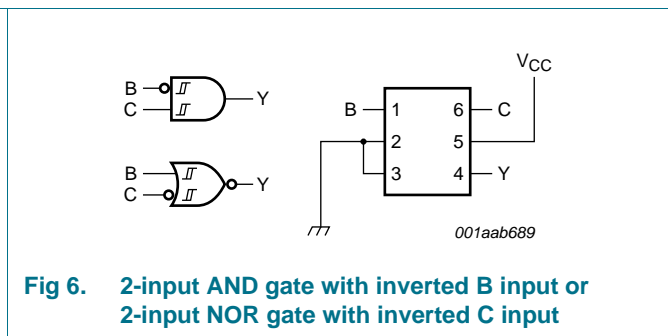 B
C
Y
B
C
Y
VCC
B 1 6 C
2 5
3 4 Y
001aab689
Fig 6. 2-input AND gate with inverted B input or
2-input NOR gate with inverted C input